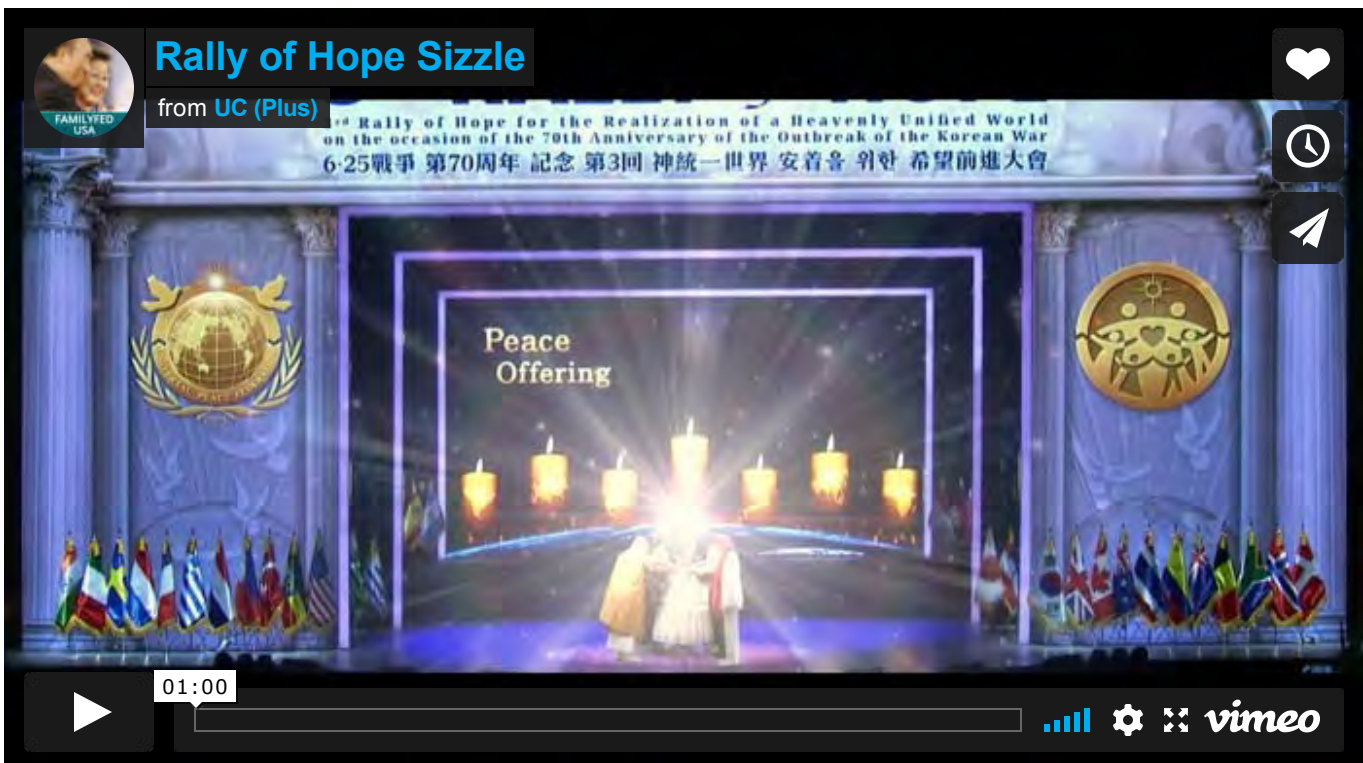 Rally of Hope Sizzle
from UC (Plus)
FAMILYFED
USA
Rally of Hope for the Realization of a Heavenly Unified World
on the occasion of the 70th Anniversary of the Outbreak of the Korean War
6·25戰爭 第70周年 記念 第3回 神統一世界 安着을 위한 希望前進大會
Peace
Offering
01:00
vimeo